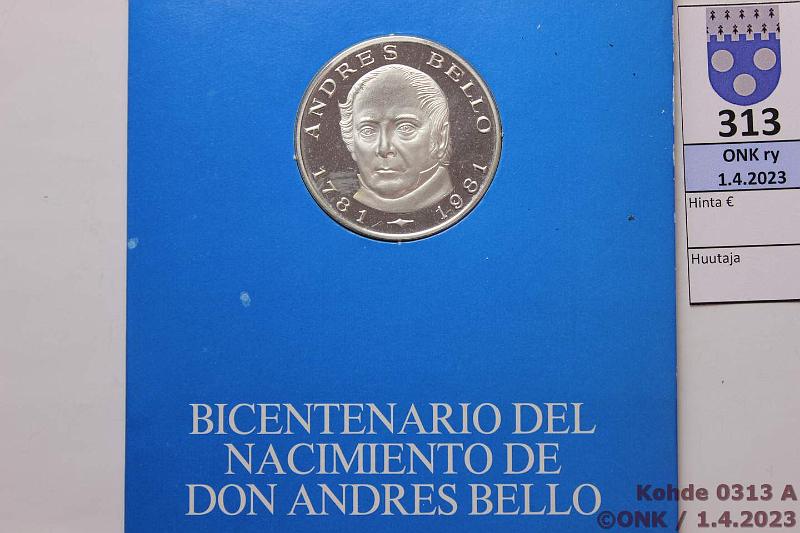 ANDRES BELLO
1781 1981
BICENTENARIO DEL
NACIMIENTO DE
DON ANDRES BELLO
313
ONK ry
1.4.2023
Hinta €
Huutaja
Kohde 0313 A
©ONK / 1.4.2023